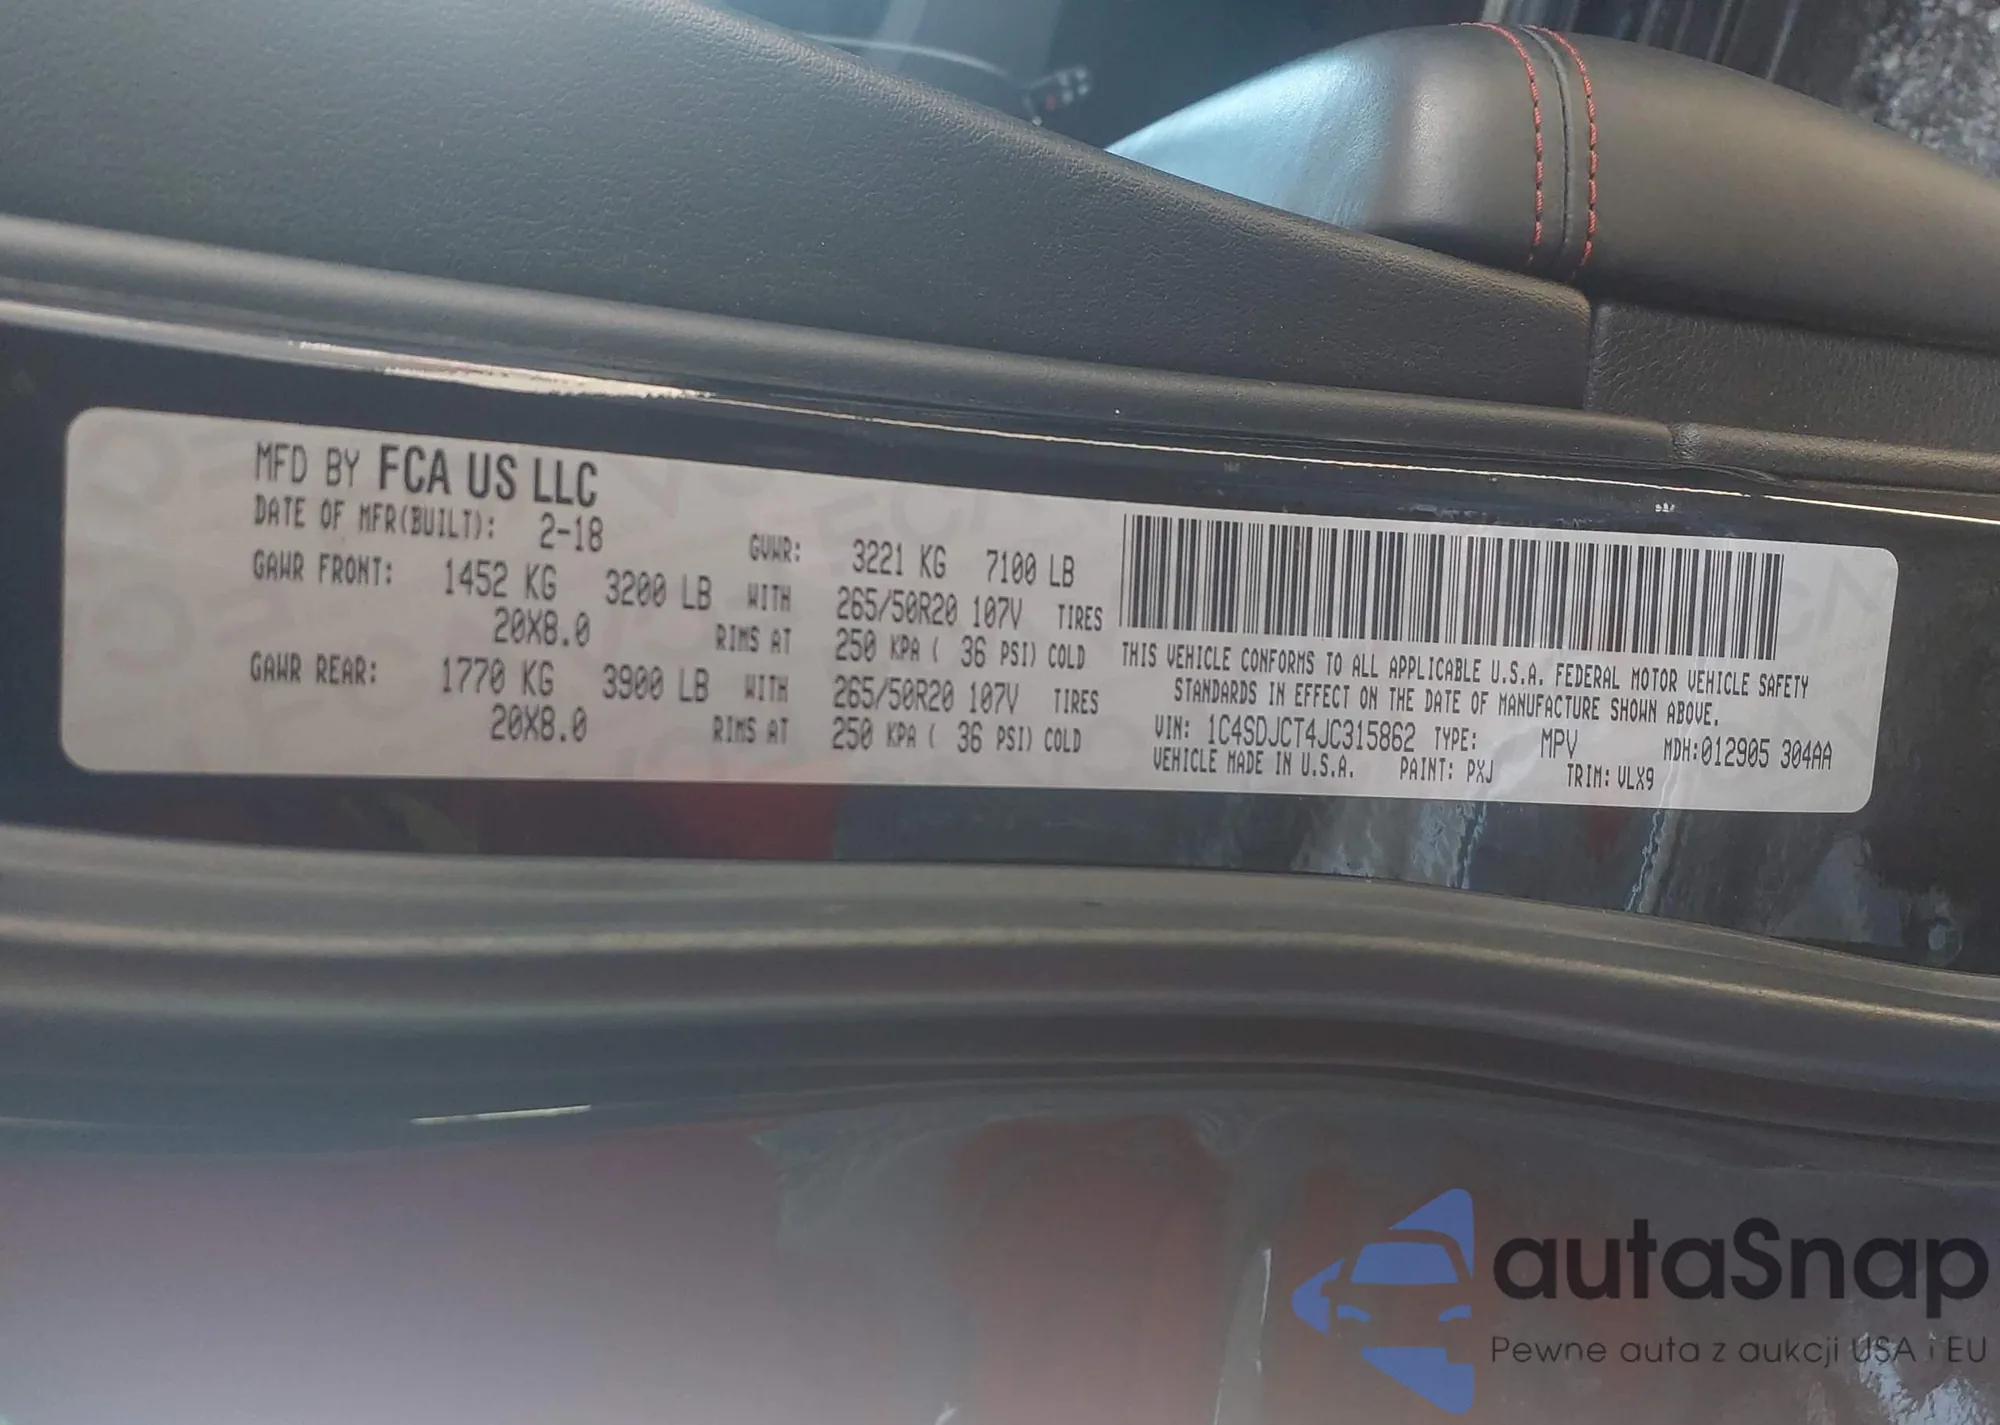 MFD BY FCA US LLC
DATE OF MFR(BUILT): 2-18 GVWR: 3221 KG 7100 LB
GAWR FRONT: 1452 KG 3200 LB WITH 265/50R20 107V TIRES
20X8.0 RIMS AT 250 KPA ( 36 PSI) COLD
GAWR REAR: 1770 KG 3900 LB WITH 265/50R20 107V TIRES
20X8.0 RIMS AT 250 KPA ( 36 PSI) COLD
THIS VEHICLE CONFORMS TO ALL APPLICABLE U.S.A. FEDERAL MOTOR VEHICLE SAFETY
STANDARDS IN EFFECT ON THE DATE OF MANUFACTURE SHOWN ABOVE.
VIN: 1C4SDJCT4JC315862 TYPE: MPV MDH:012905 304AA
VEHICLE MADE IN U.S.A. PAINT: PXJ TRIM: VLX9
autaSnap
Pewne auta z aukcji USA i EU